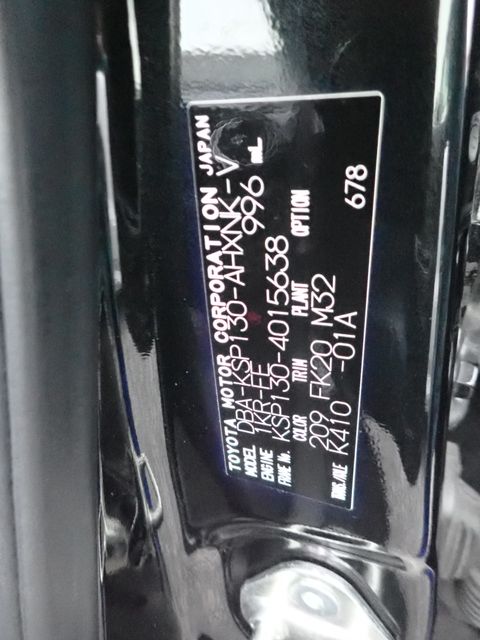 TOYOTA MOTOR CORPORATION JAPAN
MODEL DBA-KSP130-AHXNK-V
ENGINE 1KR-FE 996 mL
FRAME No. KSP130-4015638
COLOR TRIM PLANT OPTION
209 FK20 M32 678
TRANS./AXLE K410 -01A